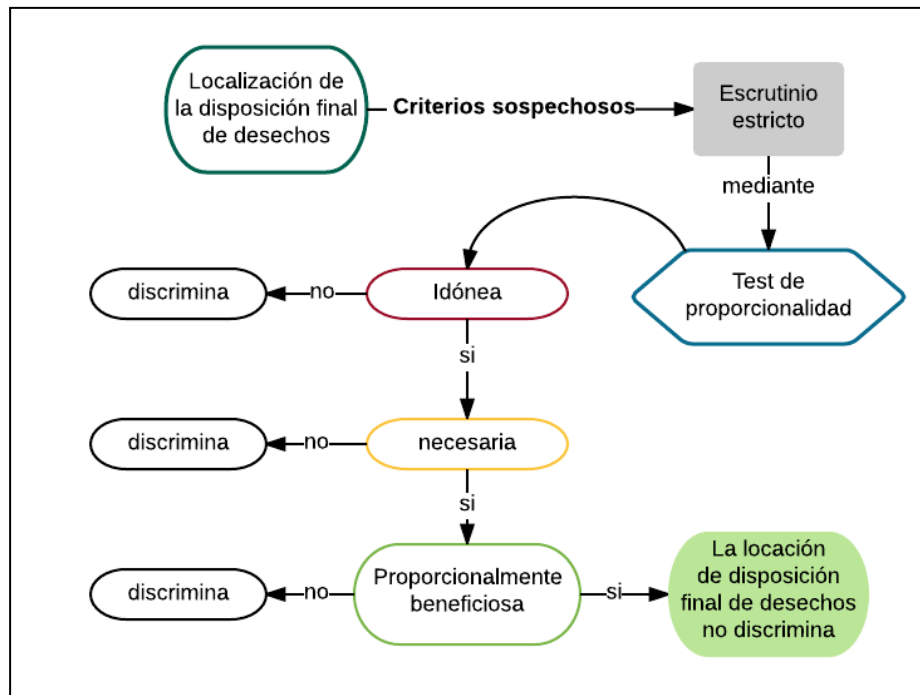 Localización de
la disposición final
de desechos
Criterios sospechosos
Escrutinio
estricto
mediante
Test de
proporcionalidad
Idónea
no
discrimina
si
necesaria
no
discrimina
si
Proporcionalmente
beneficiosa
no
discrimina
si
La locación
de disposición
final de desechos
no discrimina